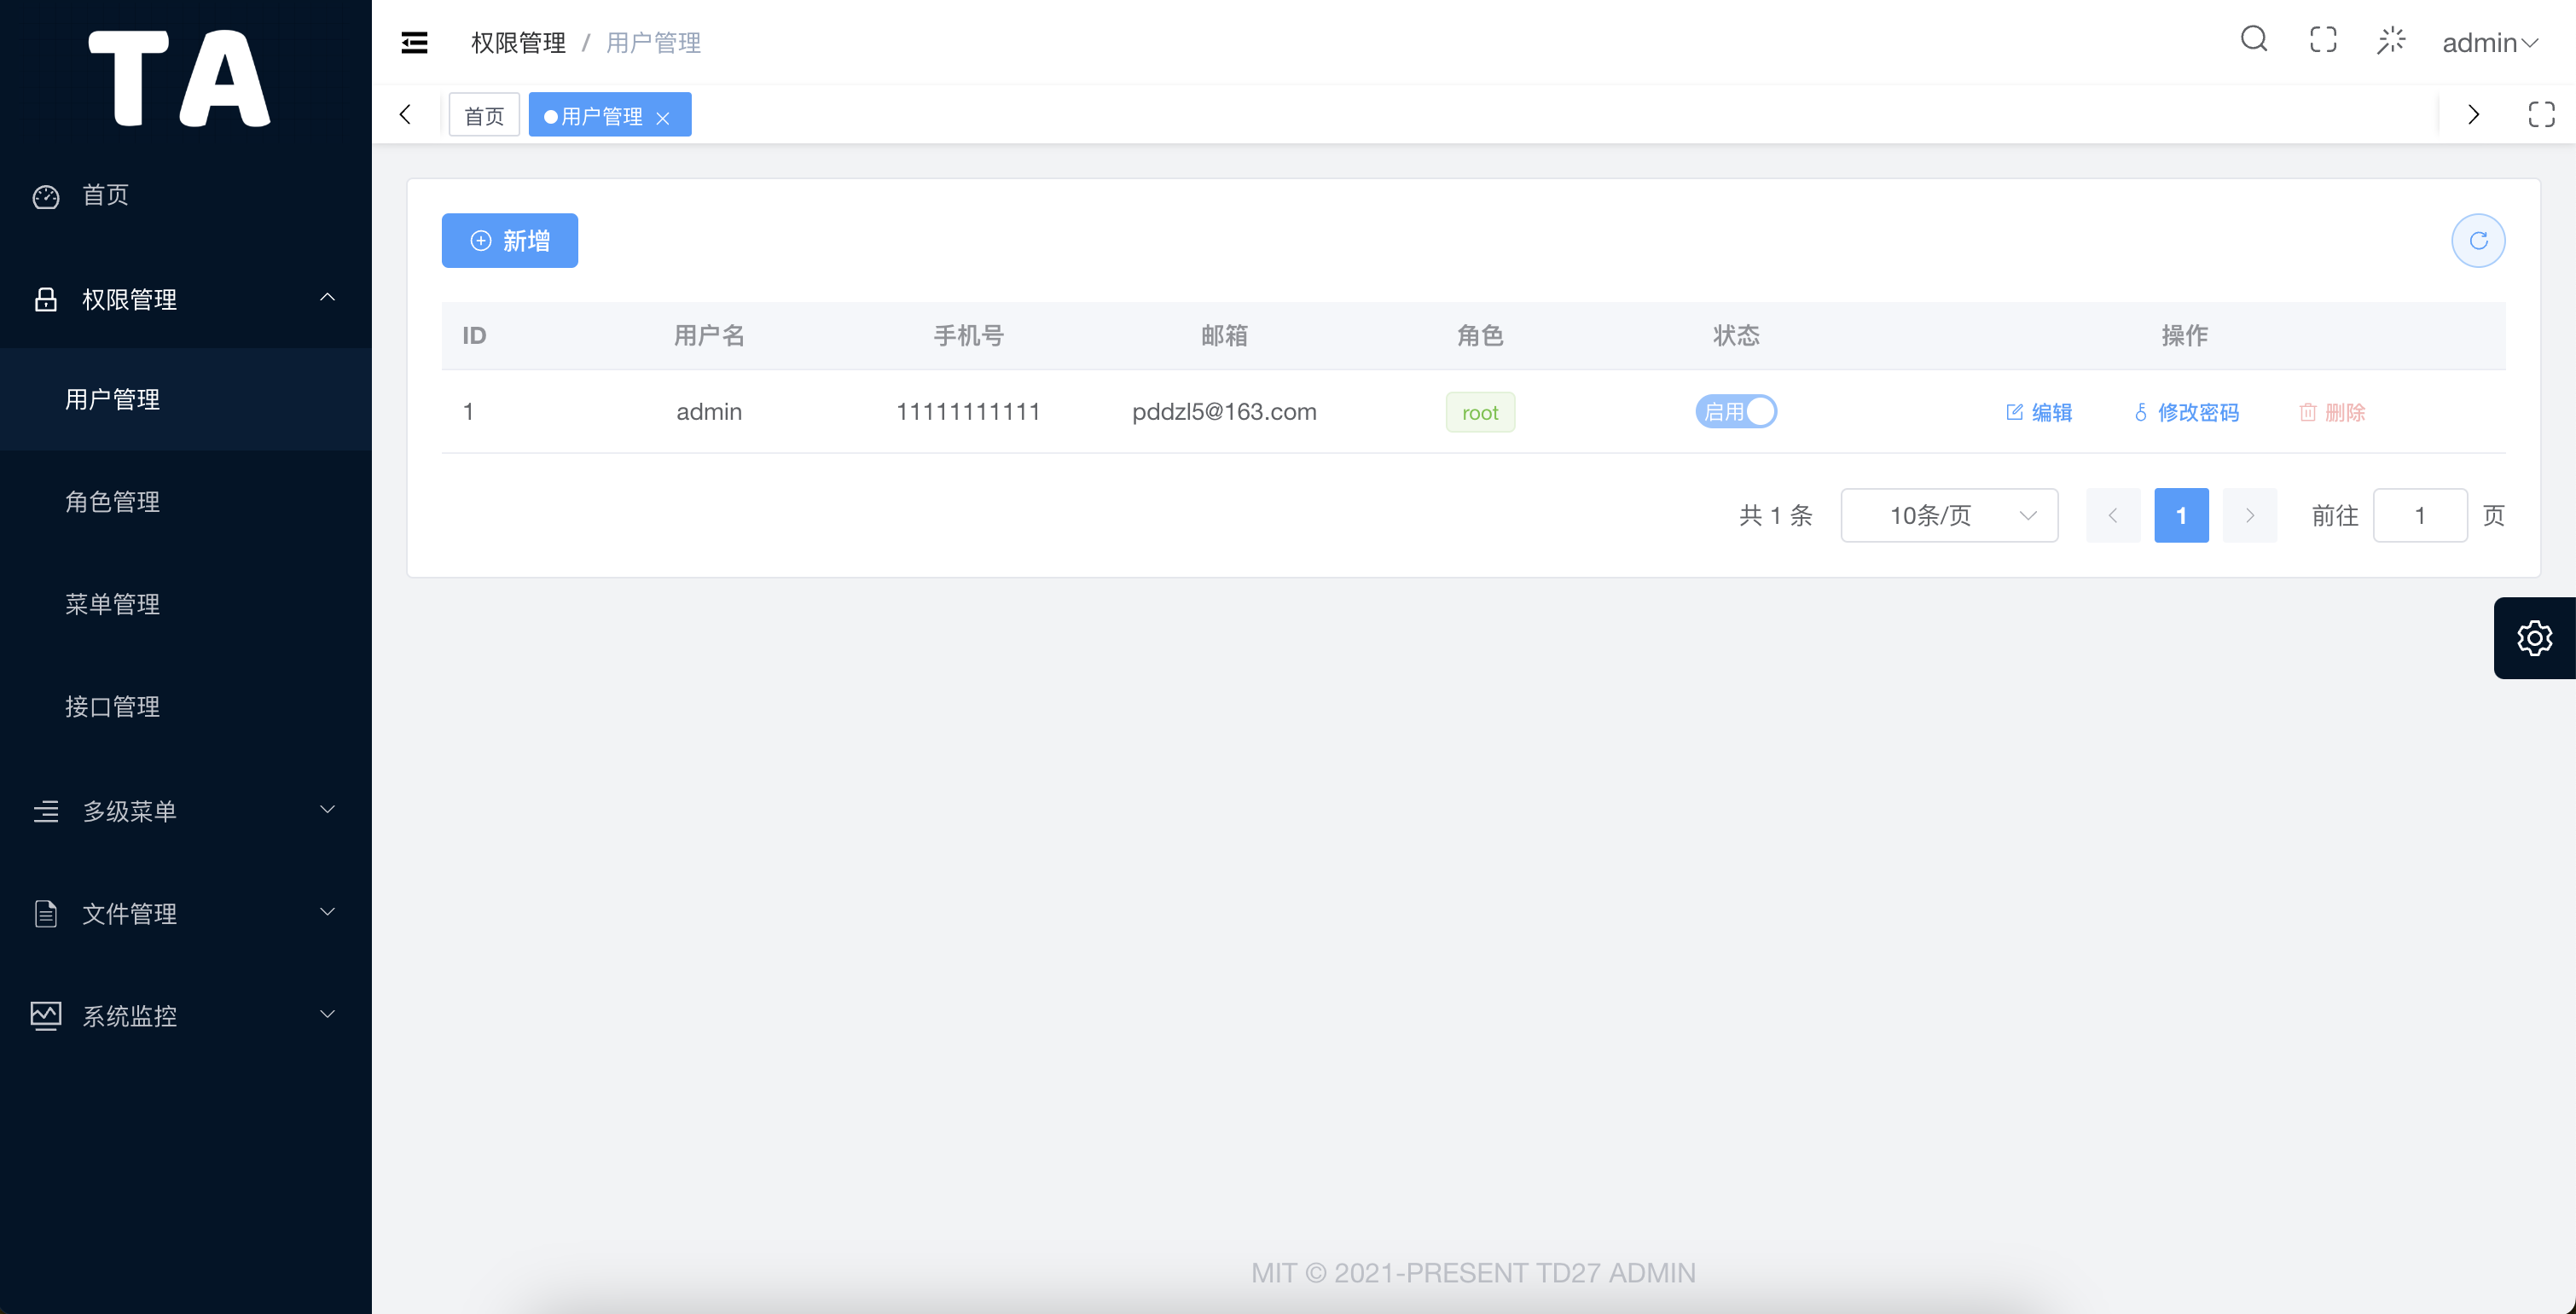 TA
首页
权限管理
用户管理
角色管理
菜单管理
接口管理
多级菜单
文件管理
系统监控
权限管理 / 用户管理
admin
首页 用户管理
新增
ID 用户名 手机号 邮箱 角色 状态 操作
1 admin 11111111111 pddzl5@163.com root 启用 编辑 修改密码 删除
共 1 条 10条/页 1 前往 1 页
MIT © 2021-PRESENT TD27 ADMIN